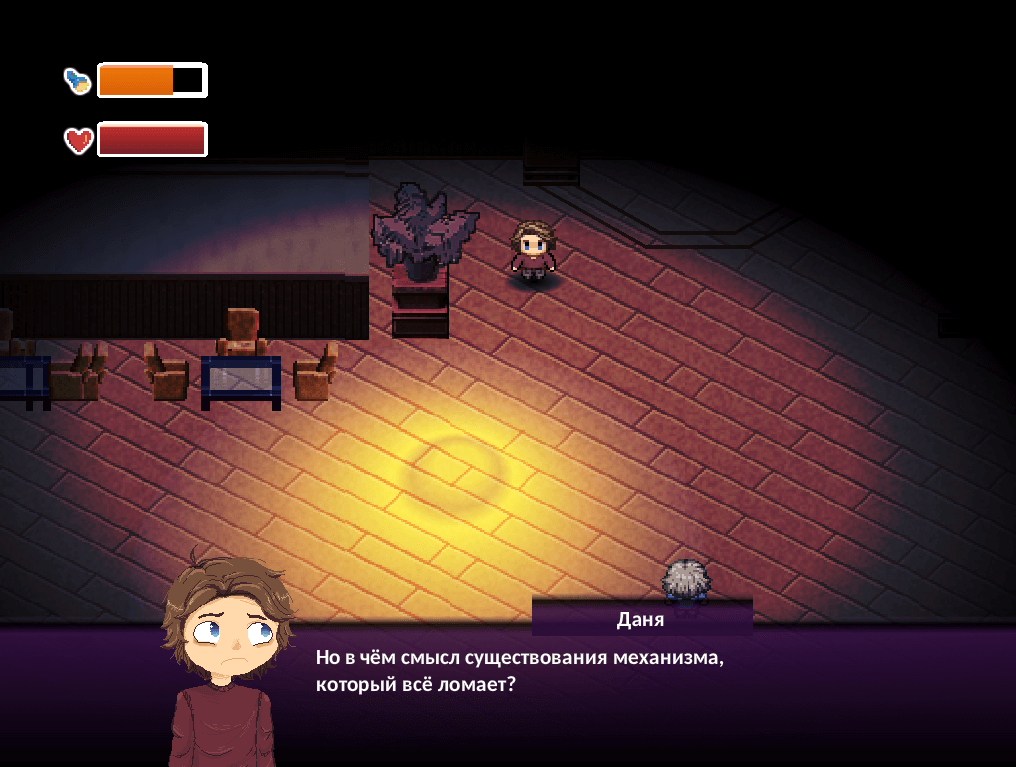 Даня
Но в чём смысл существования механизма,
который всё ломает?